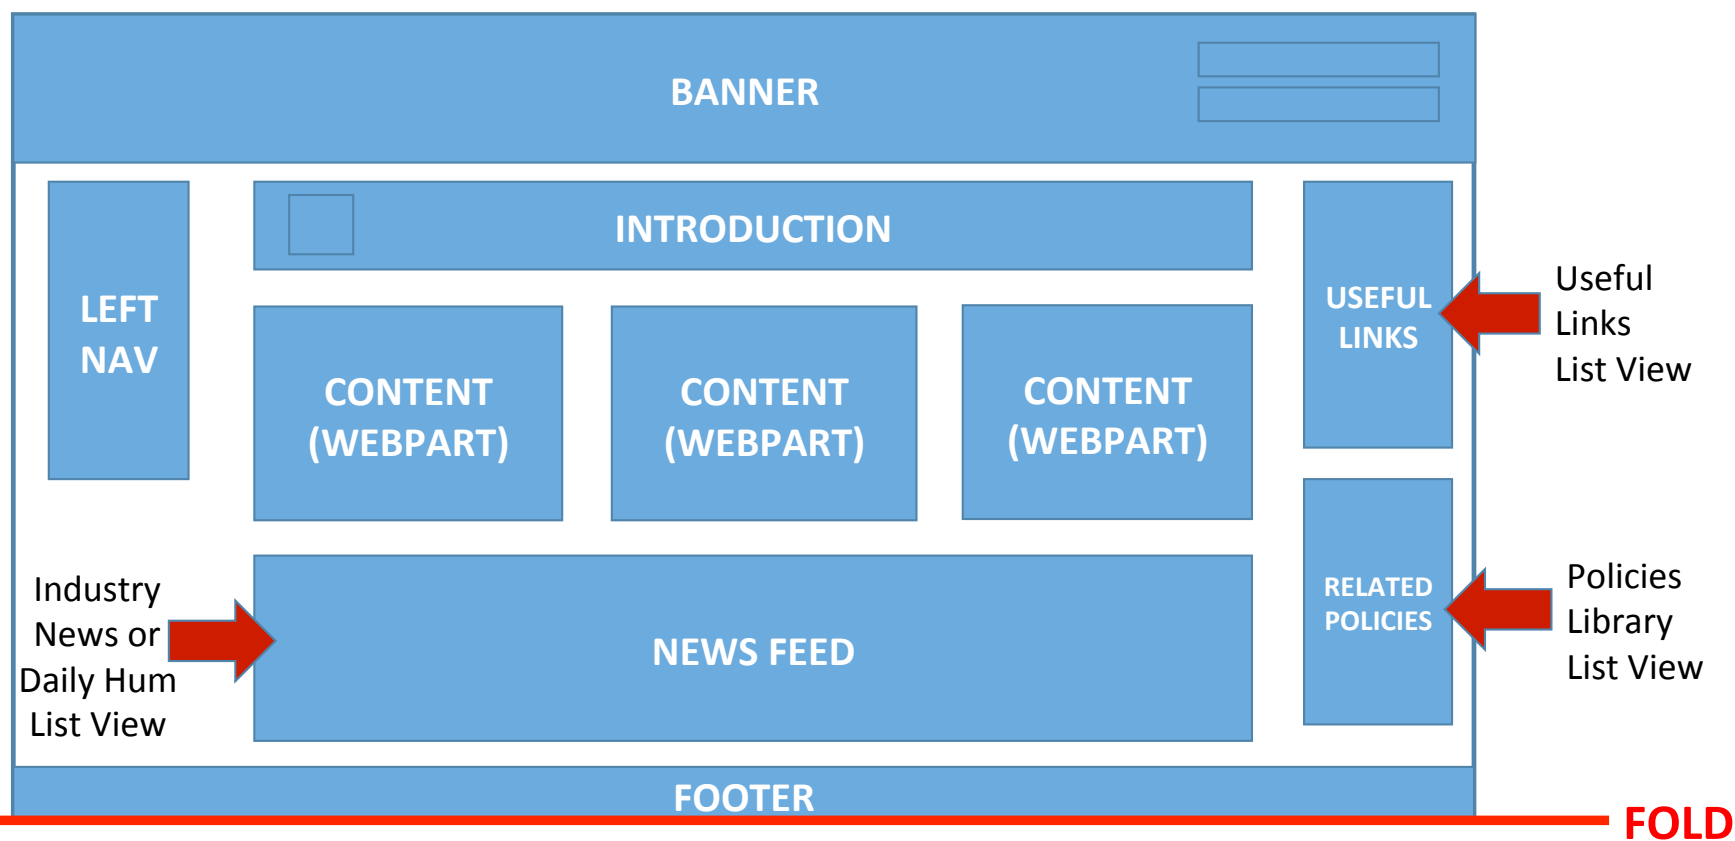 BANNER
INTRODUCTION
LEFT
NAV
CONTENT
(WEBPART)
CONTENT
(WEBPART)
CONTENT
(WEBPART)
USEFUL
LINKS
Useful
Links
List View
Industry
News or
Daily Hum
List View
NEWS FEED
RELATED
POLICIES
Policies
Library
List View
FOOTER
FOLD